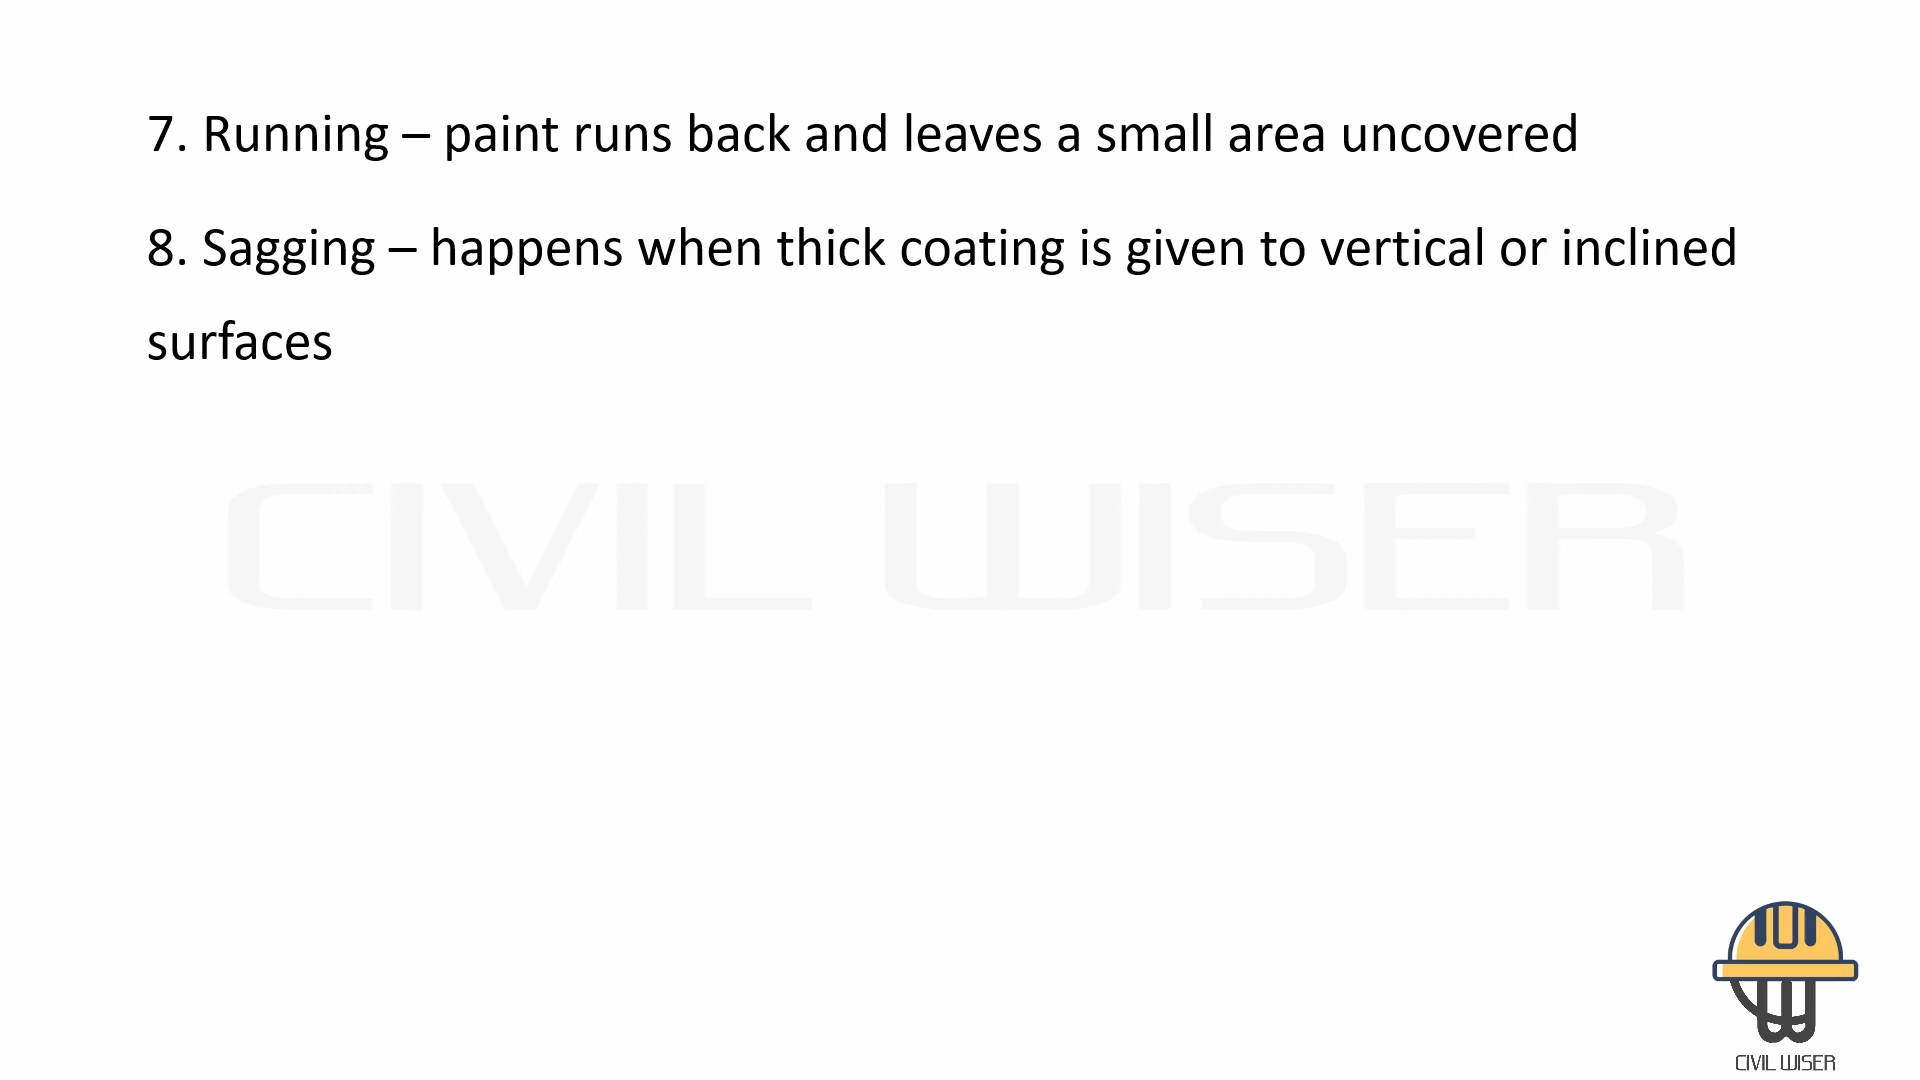 7. Running – paint runs back and leaves a small area uncovered
8. Sagging – happens when thick coating is given to vertical or inclined
surfaces
CIVIL WISER
CIVIL WISER